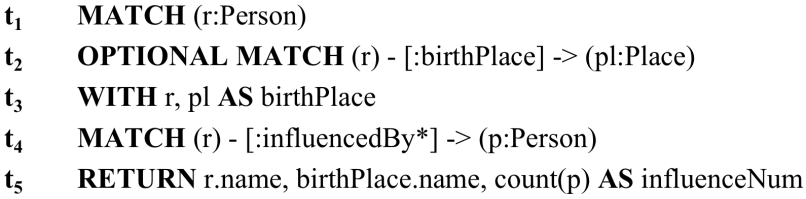 t1 MATCH (r:Person)
t2 OPTIONAL MATCH (r) - [:birthPlace] -> (pl:Place)
t3 WITH r, pl AS birthPlace
t4 MATCH (r) - [:influencedBy*] -> (p:Person)
t5 RETURN r.name, birthPlace.name, count(p) AS influenceNum